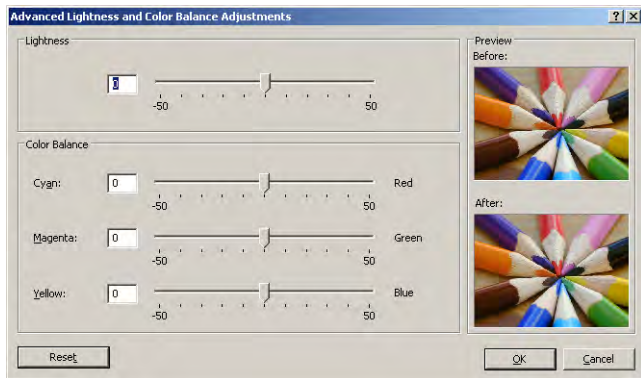 Advanced Lightness and Color Balance Adjustments
Lightness
0
-50 50
Color Balance
Cyan: 0 Red
-50 50
Magenta: 0 Green
-50 50
Yellow: 0 Blue
-50 50
Reset
Preview
Before:
After:
OK Cancel